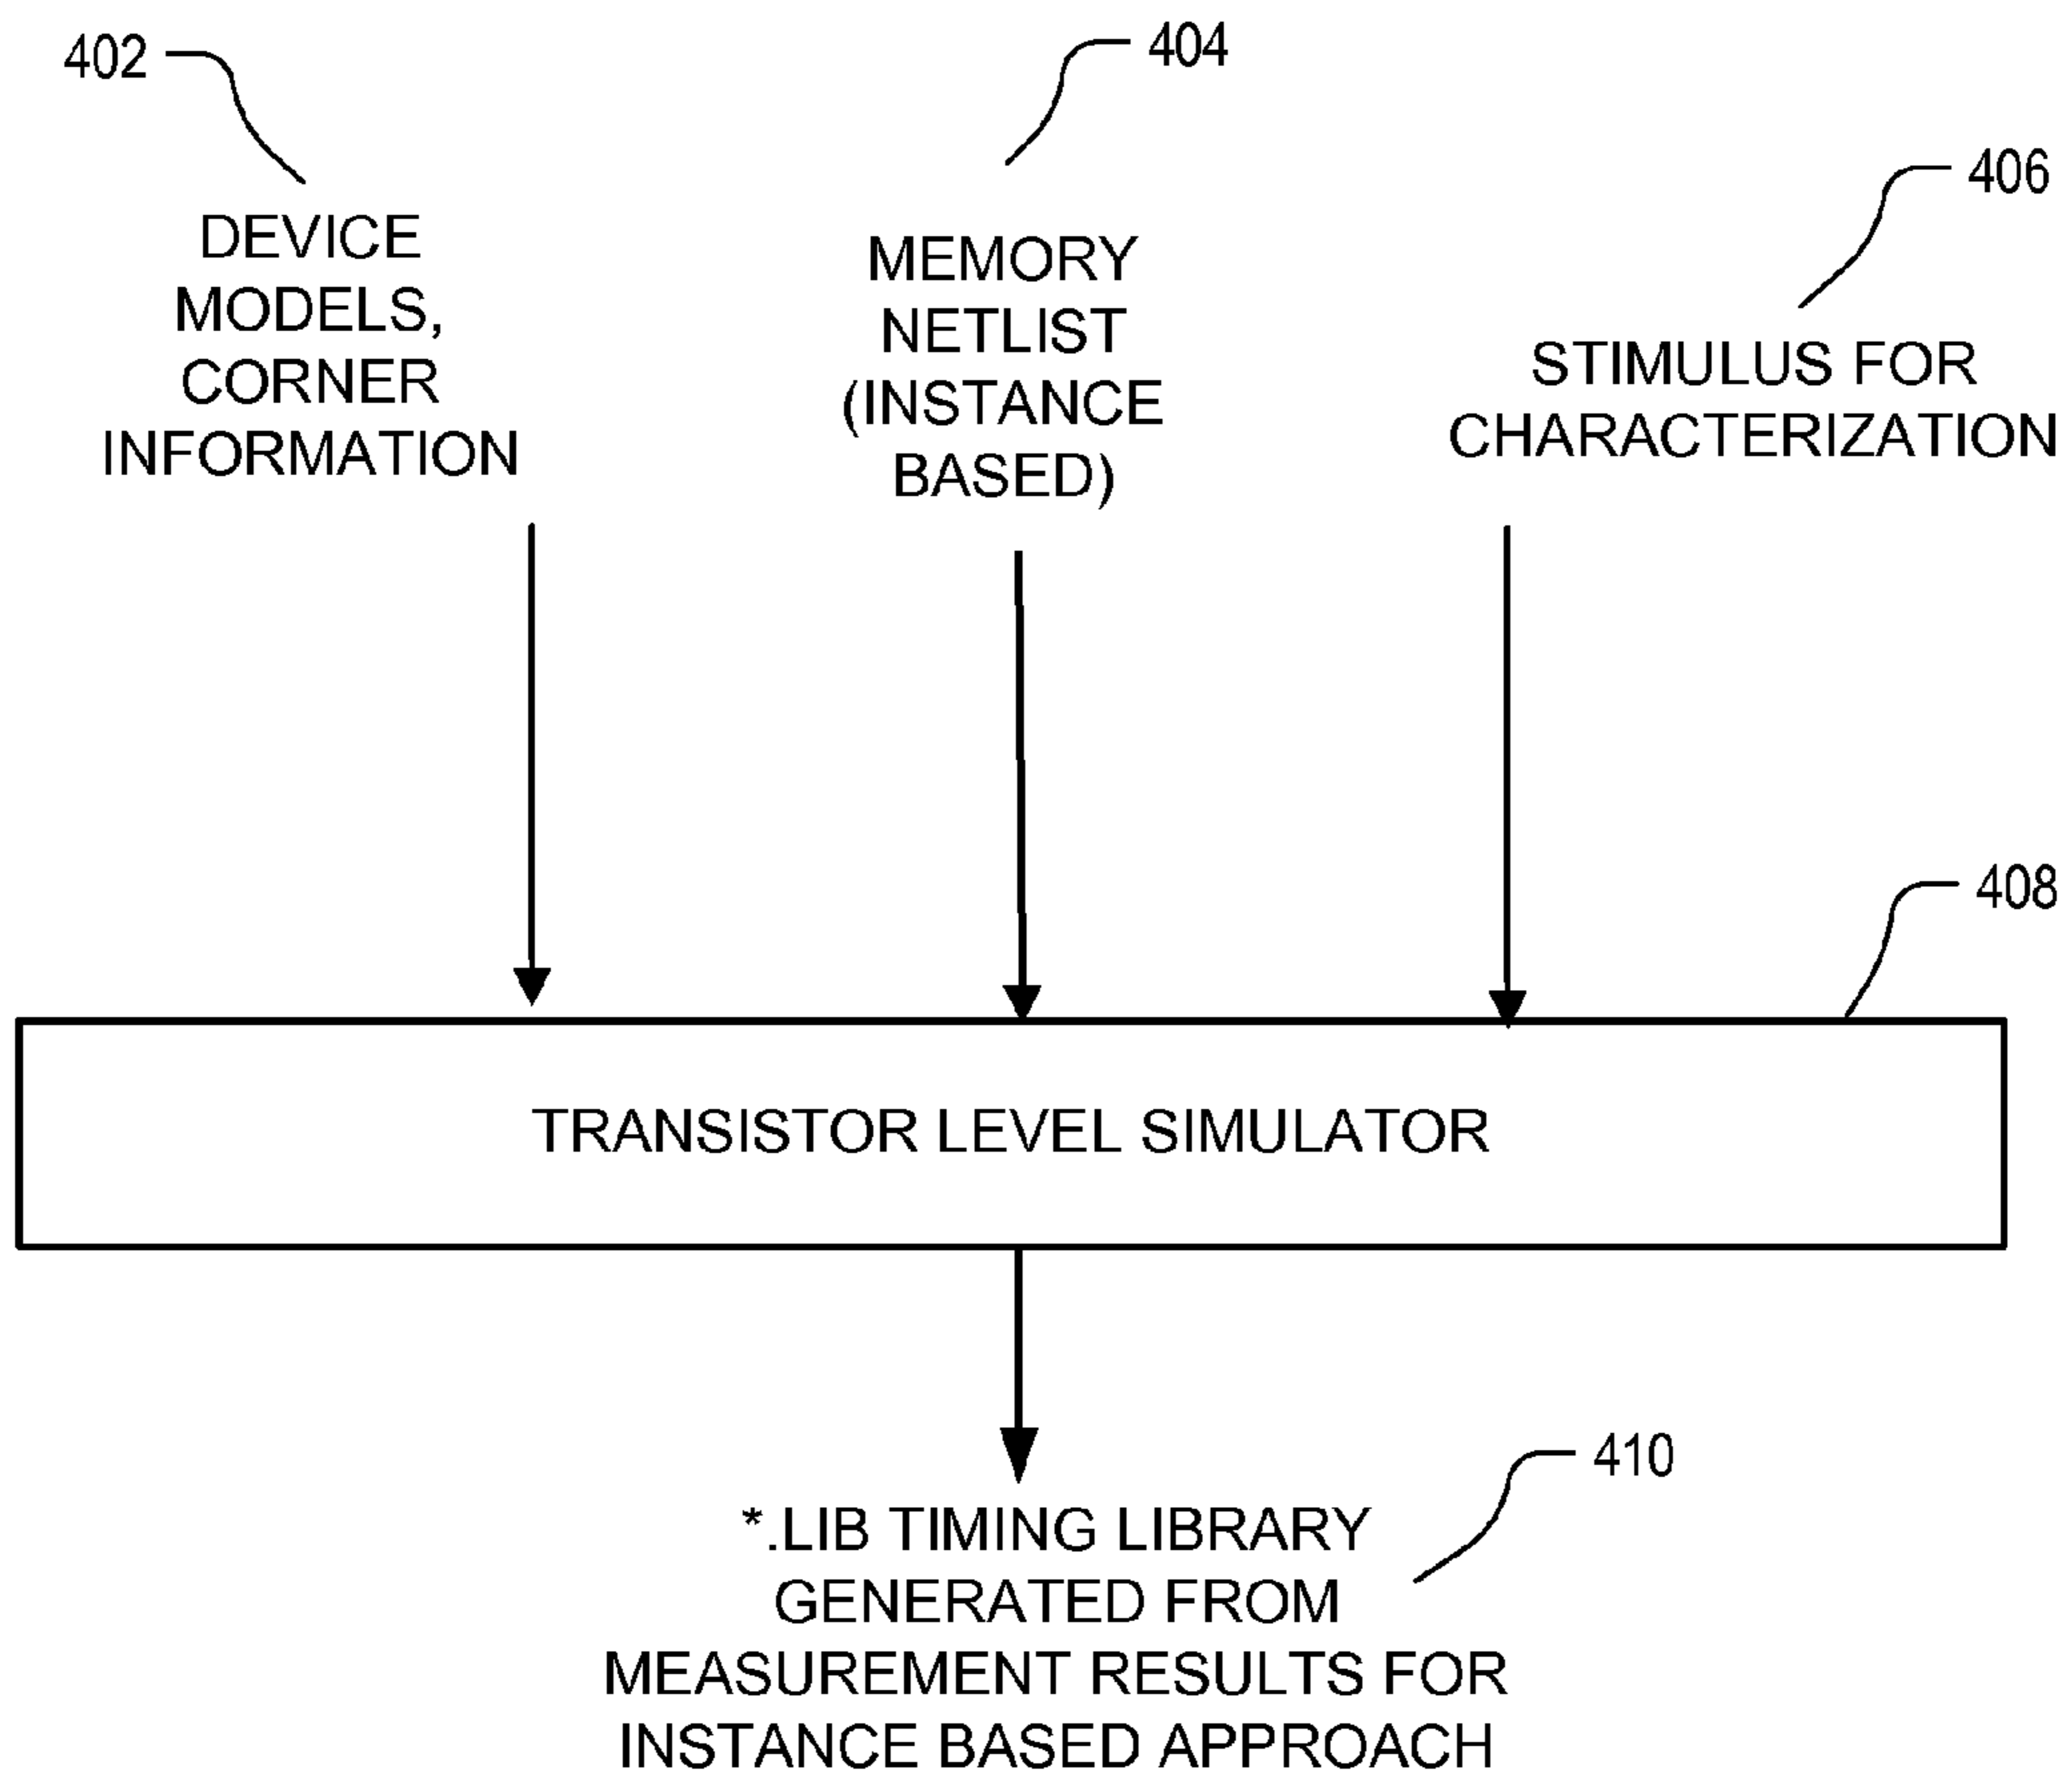 402
DEVICE
MODELS,
CORNER
INFORMATION
404
MEMORY
NETLIST
(INSTANCE
BASED)
406
STIMULUS FOR
CHARACTERIZATION
408
TRANSISTOR LEVEL SIMULATOR
410
*.LIB TIMING LIBRARY
GENERATED FROM
MEASUREMENT RESULTS FOR
INSTANCE BASED APPROACH